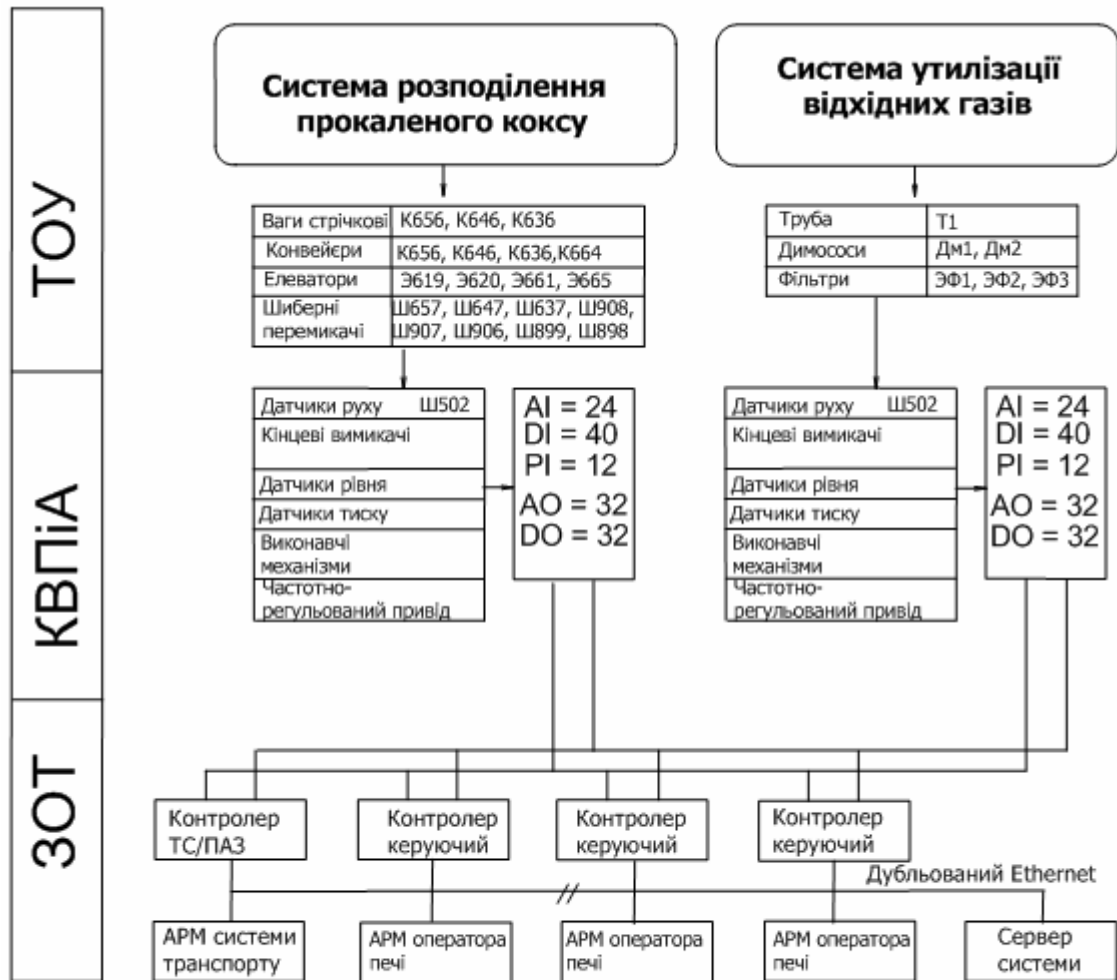 ТОУ
КВПіА
ЗОТ
Система розподілення
прокаленого коксу
Ваги стрічкові К656, К646, К636
Конвейєри К656, К646, К636,К664
Елеватори Э619, Э620, Э661, Э665
Шиберні Ш657, Ш647, Ш637, Ш908,
перемикачі Ш907, Ш906, Ш899, Ш898
Датчики руху Ш502
Кінцеві вимикачі
Датчики рівня
Датчики тиску
Виконавчі
механізми
Частотно-
регульований привід
AI = 24
DI = 40
PI = 12
AO = 32
DO = 32
Система утилізації
відхідних газів
Труба Т1
Димососи Дм1, Дм2
Фільтри ЭФ1, ЭФ2, ЭФ3
Датчики руху Ш502
Кінцеві вимикачі
Датчики рівня
Датчики тиску
Виконавчі
механізми
Частотно-
регульований привід
AI = 24
DI = 40
PI = 12
AO = 32
DO = 32
Контролер
ТС/ПАЗ
Контролер
керуючий
Контролер
керуючий
Контролер
керуючий
Дубльований Ethernet
АРМ системи
транспорту
АРМ оператора
печі
АРМ оператора
печі
АРМ оператора
печі
Сервер
системи